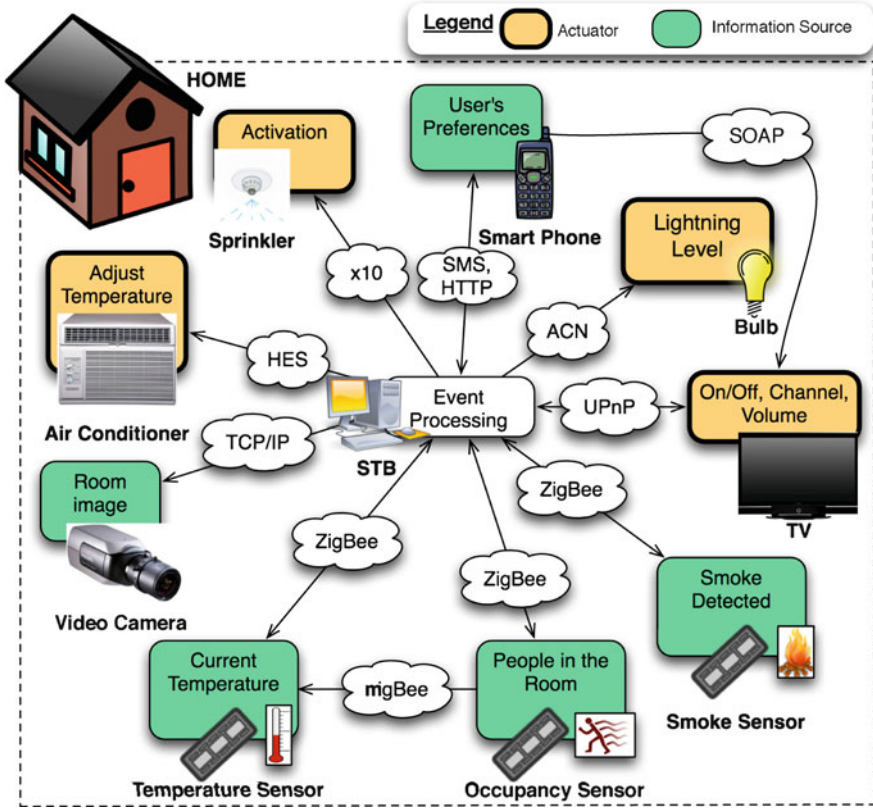 Legend
Actuator
Information Source
HOME
Activation
Sprinkler
User's
Preferences
Smart Phone
SOAP
Lightning
Level
Bulb
Adjust
Temperature
Air Conditioner
x10
SMS,
HTTP
ACN
HES
Event
Processing
STB
UPnP
On/Off, Channel,
Volume
TV
TCP/IP
Room
image
Video Camera
ZigBee
ZigBee
ZigBee
Smoke
Detected
Smoke Sensor
Current
Temperature
Temperature Sensor
migBee
People in the
Room
Occupancy Sensor